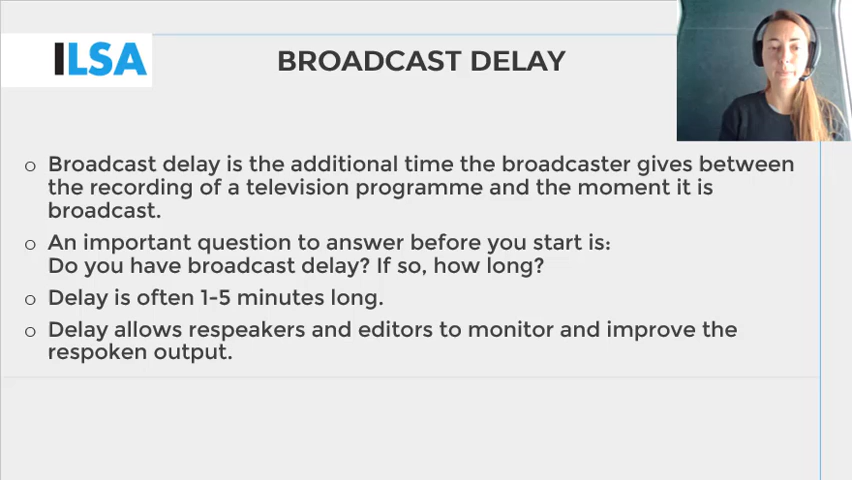 ILSA
BROADCAST DELAY
o Broadcast delay is the additional time the broadcaster gives between
the recording of a television programme and the moment it is
broadcast.
o An important question to answer before you start is:
Do you have broadcast delay? If so, how long?
o Delay is often 1-5 minutes long.
o Delay allows respeakers and editors to monitor and improve the
respoken output.